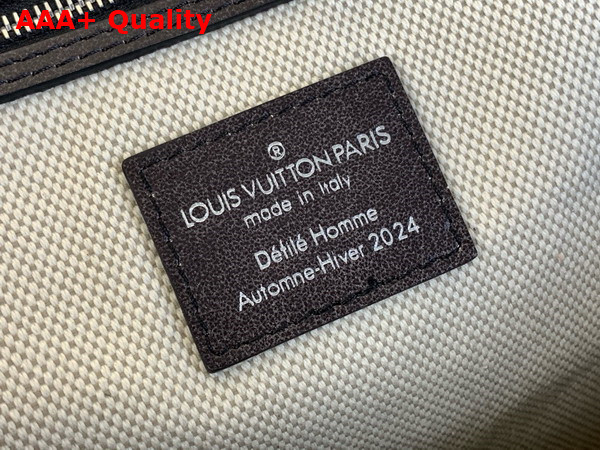 AAA+ Quality
®
LOUIS VUITTON PARIS
made in Italy
Défilé Homme
Automne-Hiver 2024